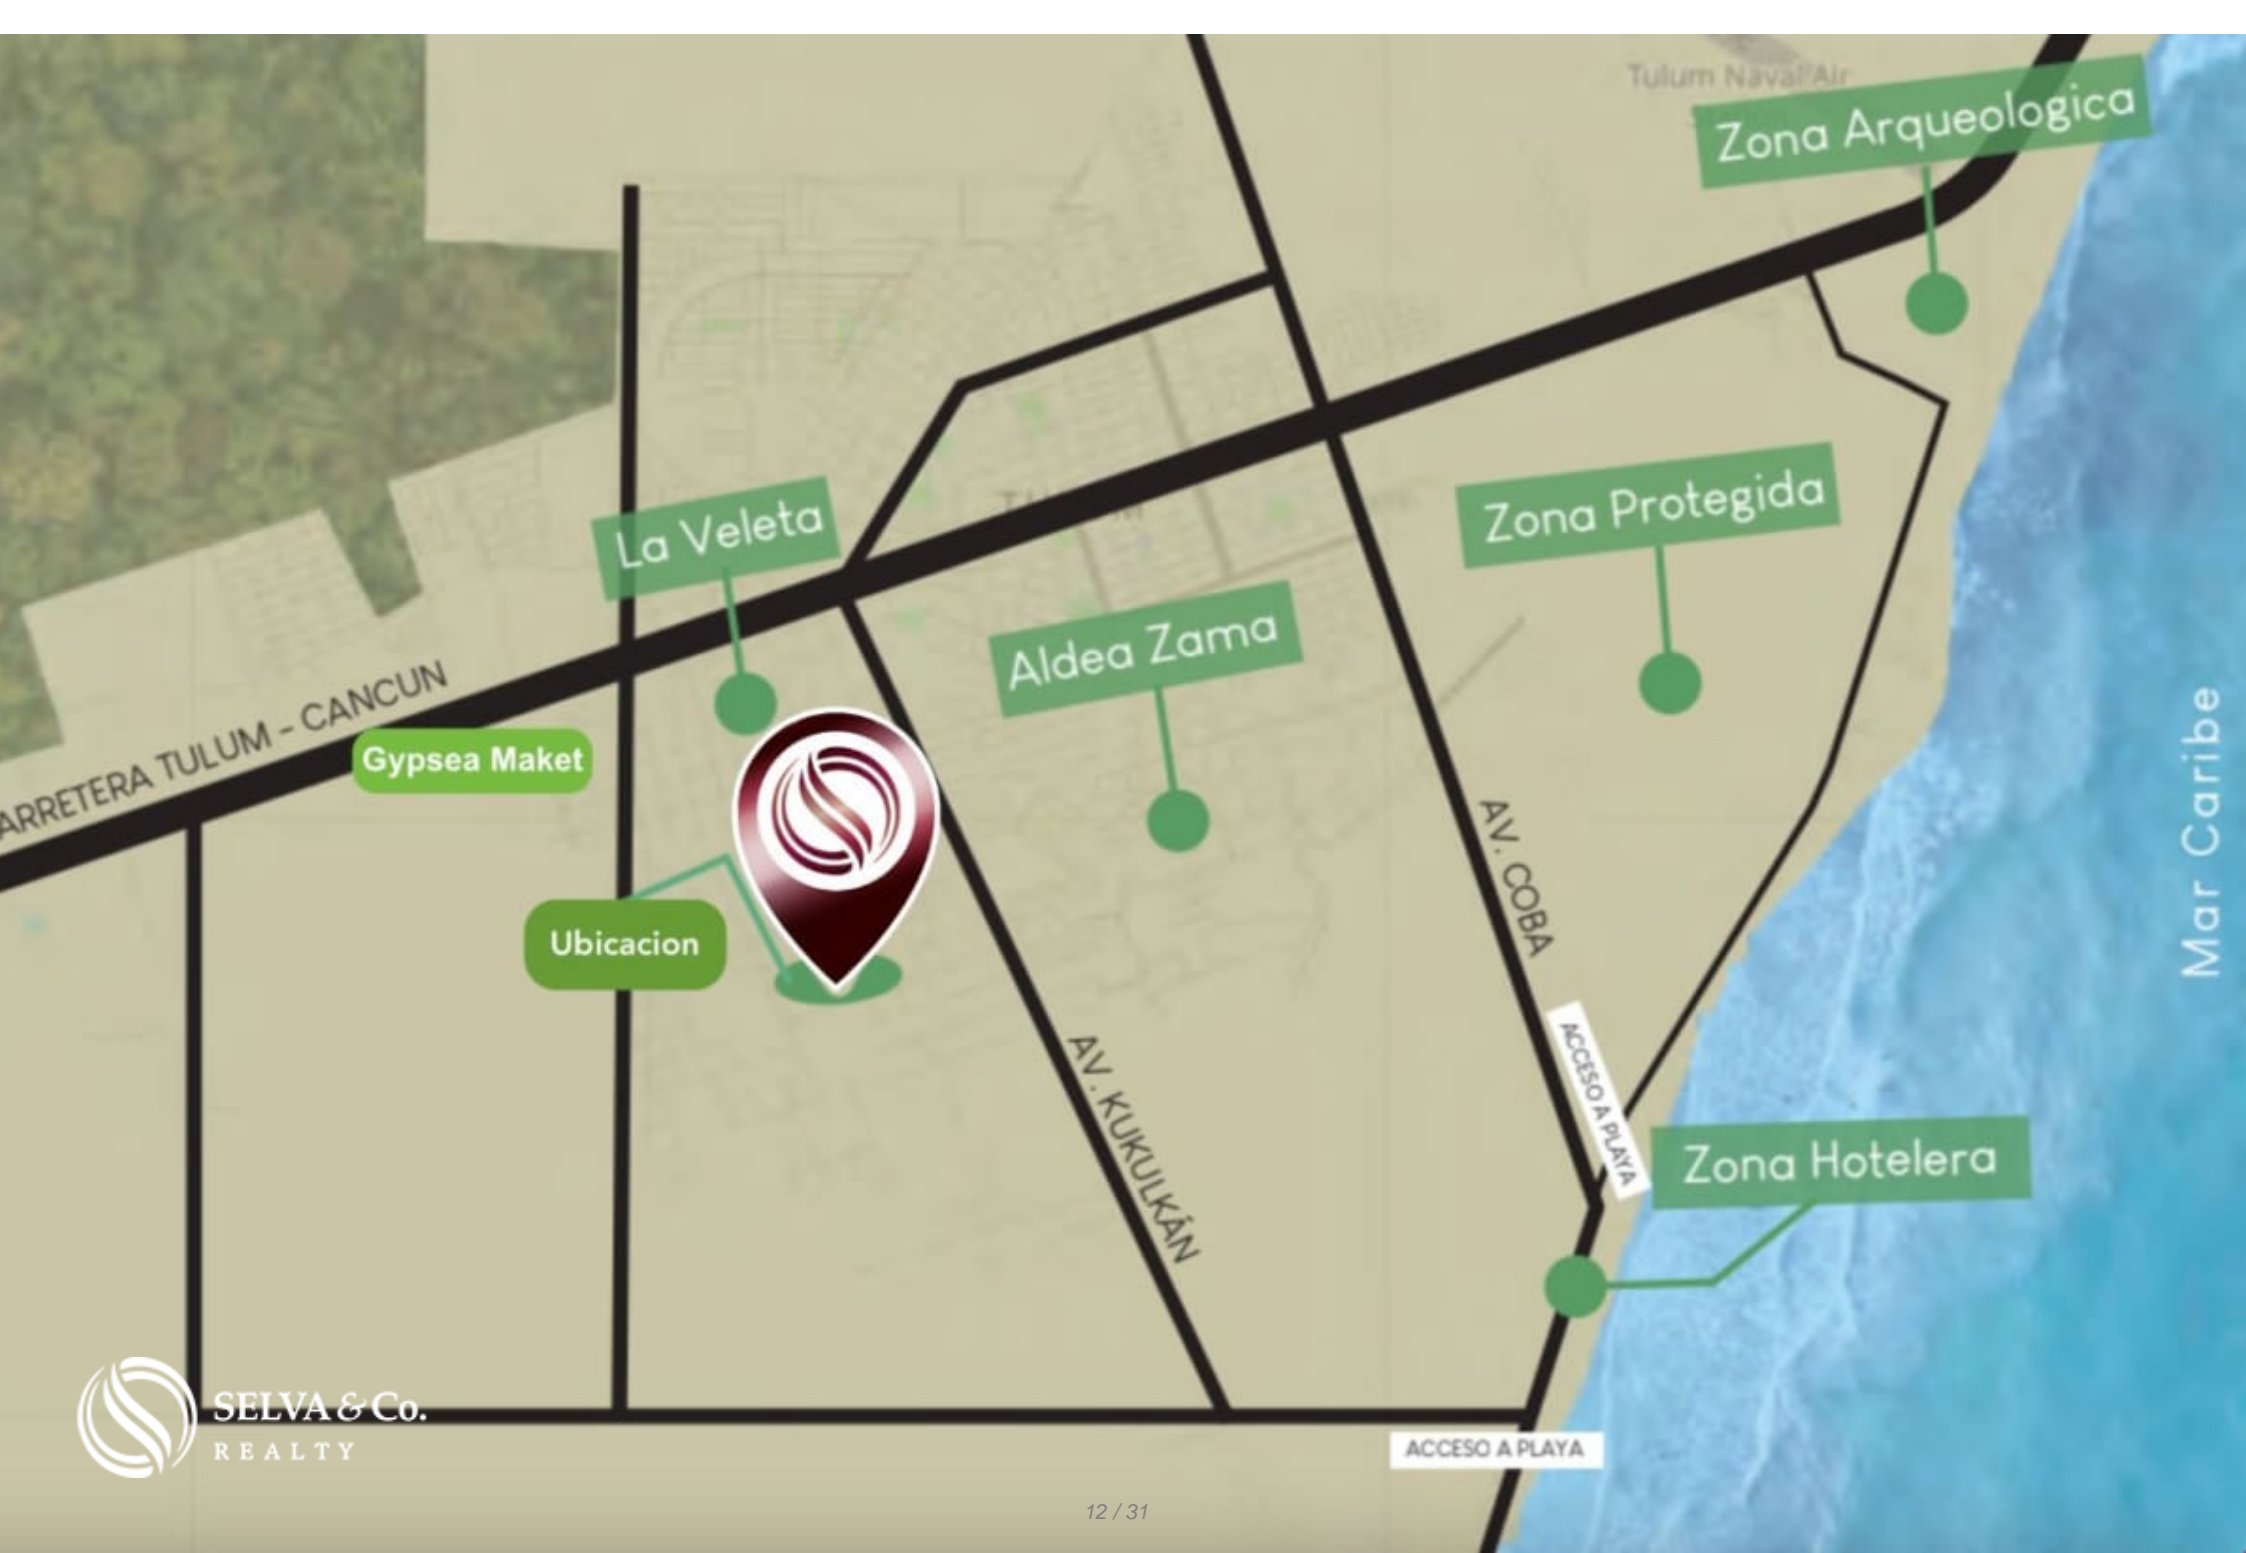 Tulum Naval Air
Zona Arqueologica
La Veleta
Zona Protegida
Aldea Zama
ARRETERA TULUM - CANCUN
Gypsea Maket
Mar Caribe
AV. COBA
Ubicacion
ACCESO A PLAYA
AV. KUKULKÁN
Zona Hotelera
SELVA & Co.
REALTY
ACCESO A PLAYA
12 / 31